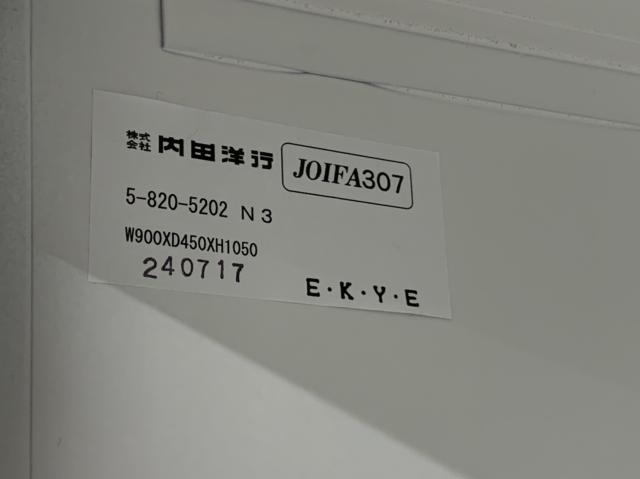 株式会社 内田洋行 JOIFA307
5-820-5202 N3
W900XD450XH1050
240717
E・K・Y・E